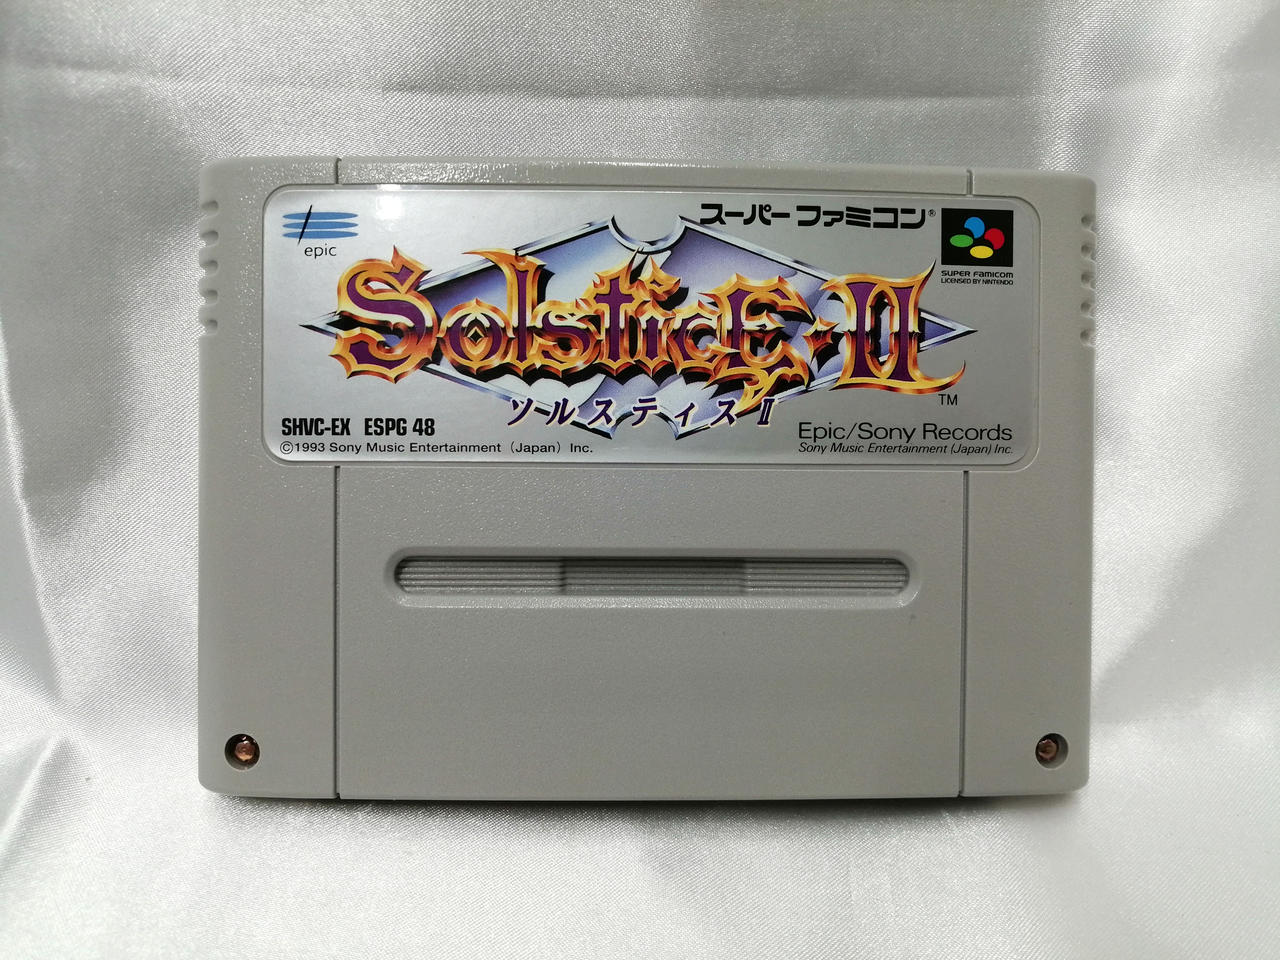 epic
スーパーファミコン®
SUPER FAMICOM
LICENSED BY NINTENDO
Solstice・II
TM
ソルスティスII
SHVC-EX ESPG 48
©1993 Sony Music Entertainment (Japan) Inc.
Epic/Sony Records
Sony Music Entertainment (Japan) Inc.